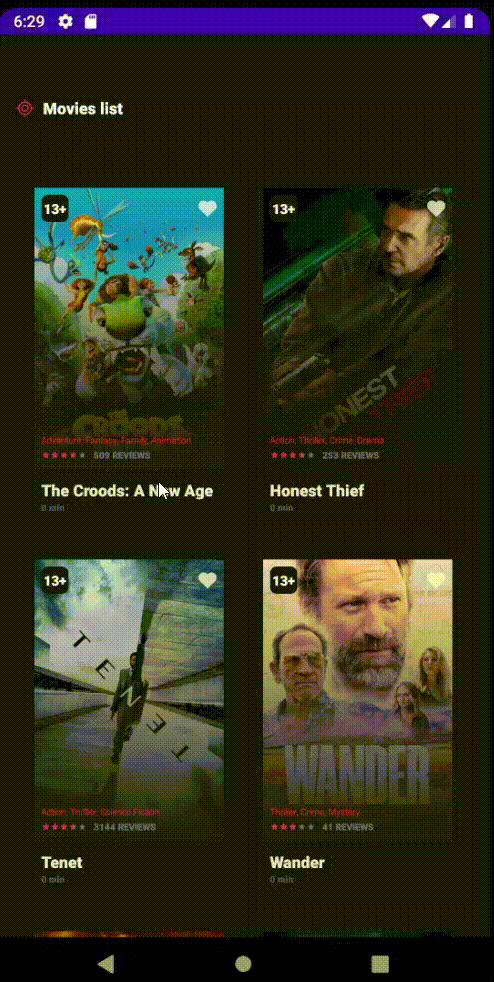 6:29
Movies list
13+
13+
THE
CROODS
HONEST
THIEF
Adventure, Fantasy, Family, Animation
Action, Thriller, Crime, Drama
509 REVIEWS
253 REVIEWS
The Croods: A New Age
Honest Thief
0 min
0 min
13+
13+
TENET
WANDER
Action, Thriller, Science Fiction
Thriller, Crime, Mystery
3144 REVIEWS
41 REVIEWS
Tenet
Wander
0 min
0 min